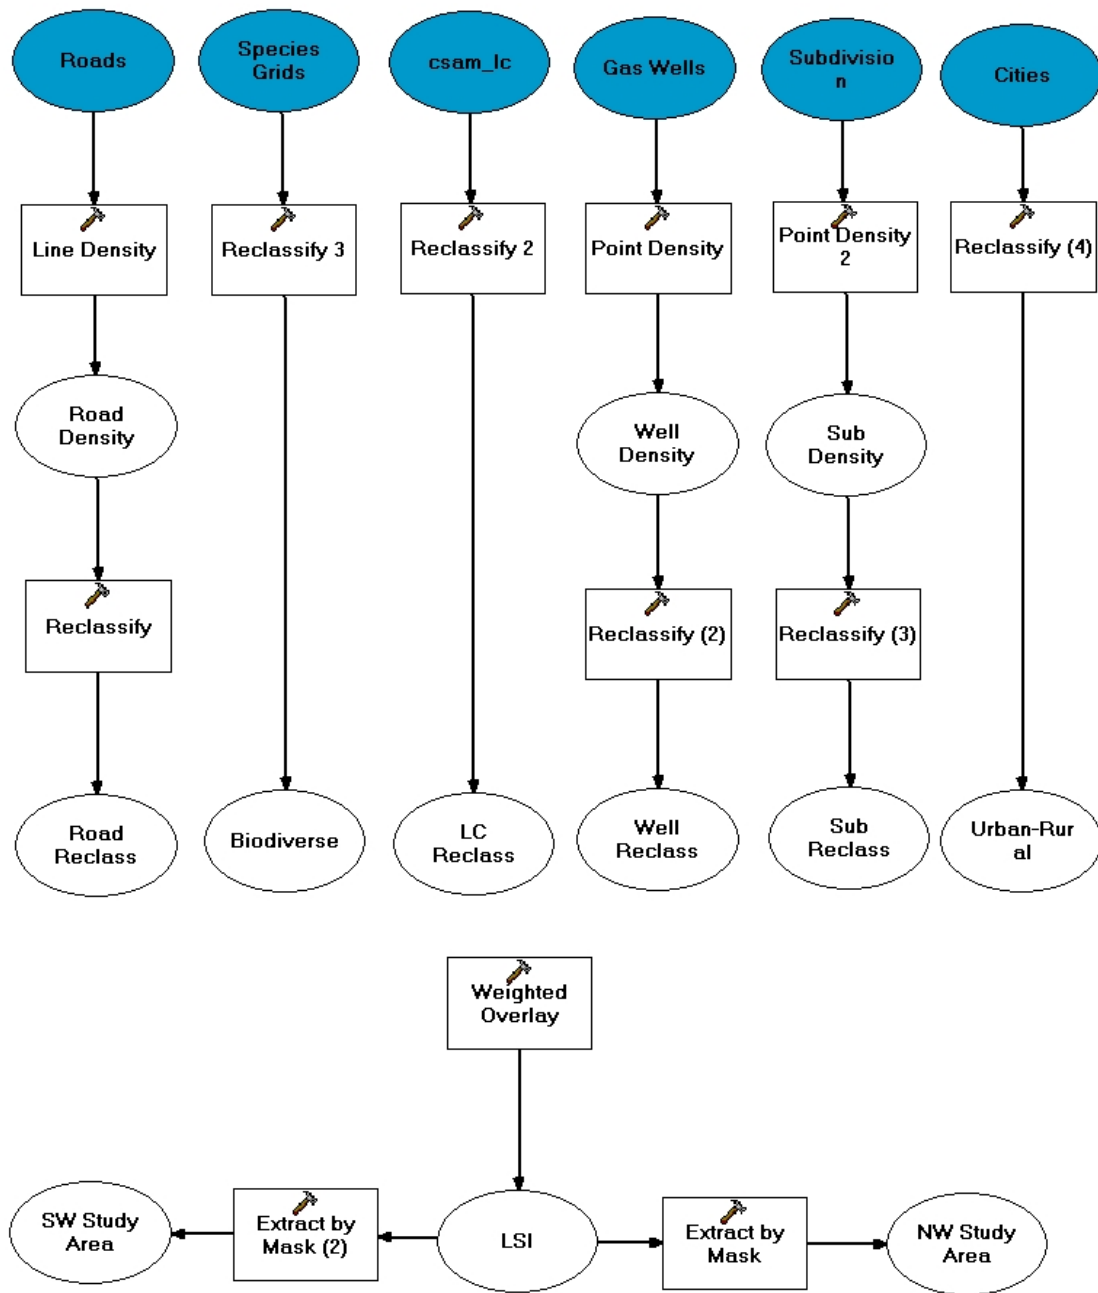 Roads
Species
Grids
csam_lc
Gas Wells
Subdivisio
n
Cities
Line Density
Reclassify 3
Reclassify 2
Point Density
Point Density
2
Reclassify (4)
Road
Density
Well
Density
Sub
Density
Reclassify
Reclassify (2)
Reclassify (3)
Road
Reclass
Biodiverse
LC
Reclass
Well
Reclass
Sub
Reclass
Urban-Rur
al
Weighted
Overlay
SW Study
Area
Extract by
Mask (2)
LSI
Extract by
Mask
NW Study
Area